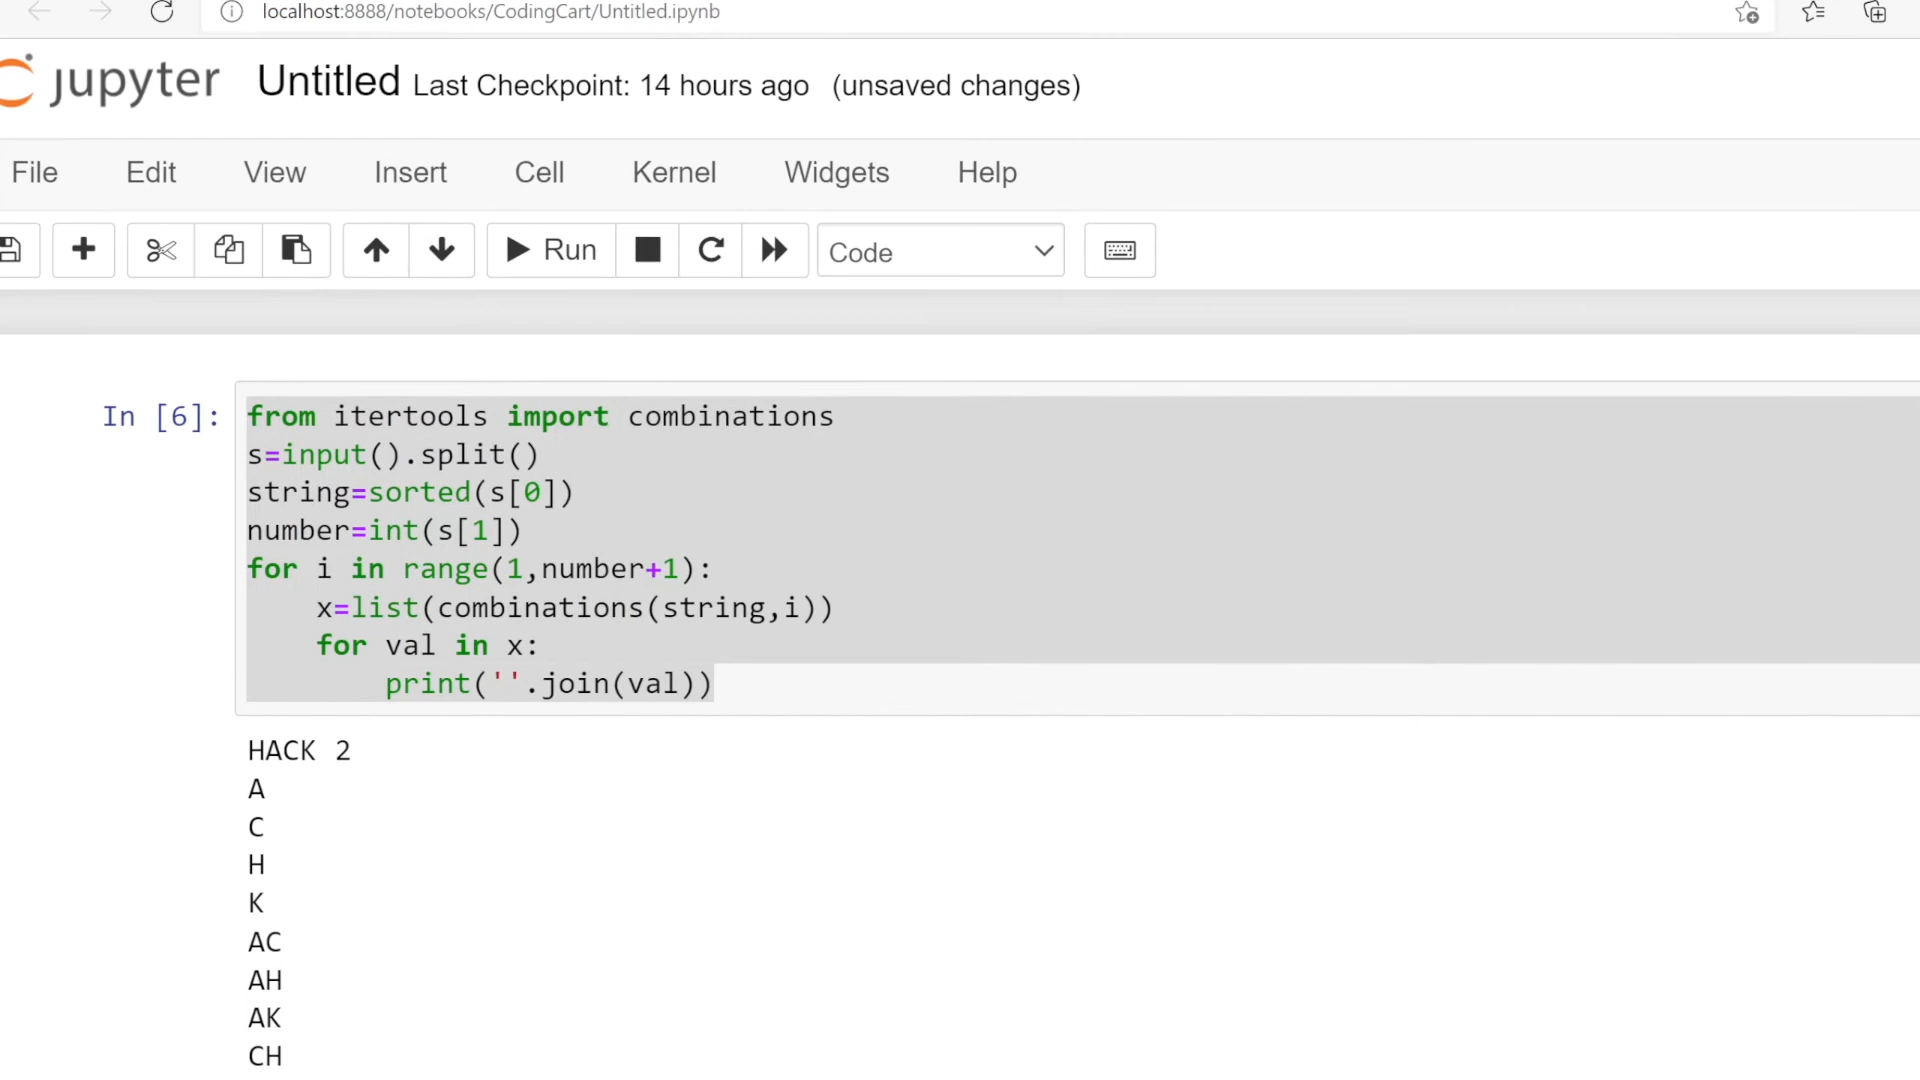 localhost:8888/notebooks/CodingCart/Untitled.ipynb
jupyter Untitled Last Checkpoint: 14 hours ago (unsaved changes)
File Edit View Insert Cell Kernel Widgets Help
Run Code
In [6]: from itertools import combinations
s=input().split()
string=sorted(s[0])
number=int(s[1])
for i in range(1,number+1):
    x=list(combinations(string,i))
    for val in x:
        print(''.join(val))
HACK 2
A
C
H
K
AC
AH
AK
CH